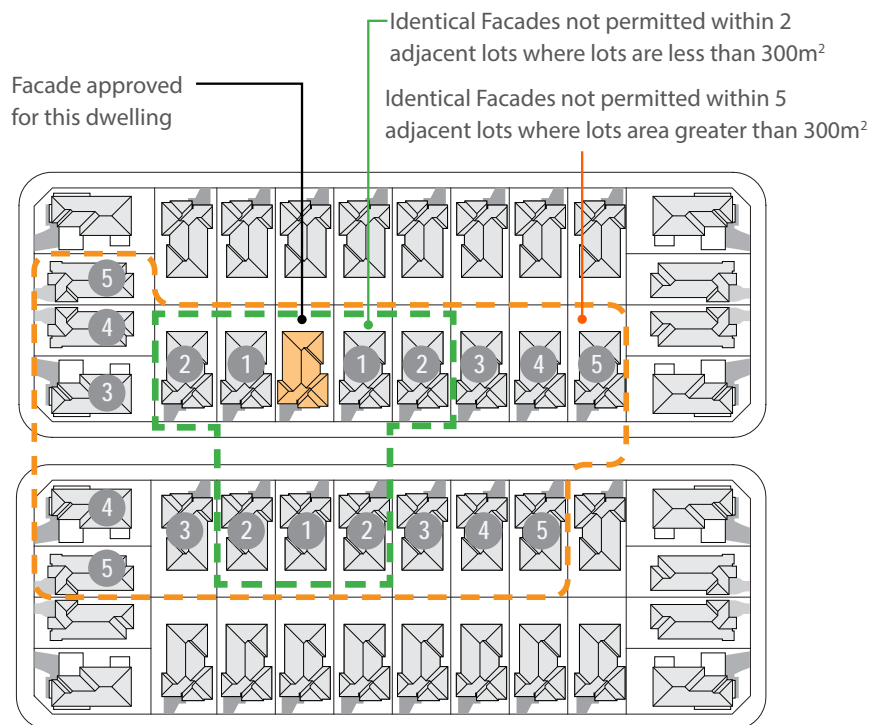 Identical Facades not permitted within 2
adjacent lots where lots are less than 300m²
Facade approved
for this dwelling
Identical Facades not permitted within 5
adjacent lots where lots area greater than 300m²
5
4
3
2 1 1 2 3 4 5
4
3 2 1 2 3 4 5
5